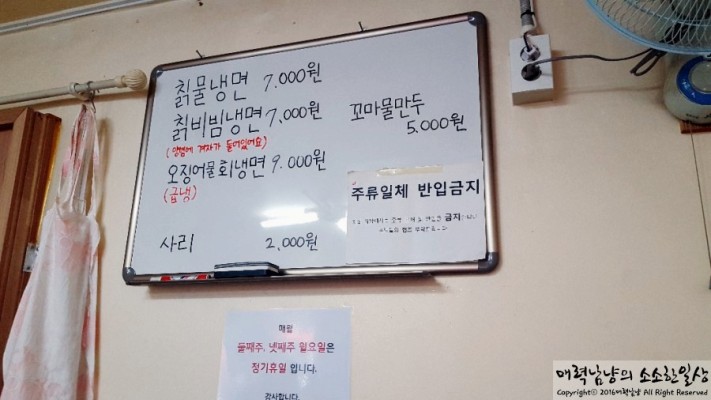 칡물냉면 7.000원
칡비빔냉면 7,000원
(양념에 겨자가 들어있어요)
오징어물회냉면 9.000원
(급냉)
사리 2,000원
꼬마물만두
5.000원
주류일체 반입금지
금지
매월
둘째주, 넷째주 일요일은
정기휴일 입니다.
감사합니다.
매력남냥의 소소한일상
Copyright© 2016매력남냥 All Rights Reserved